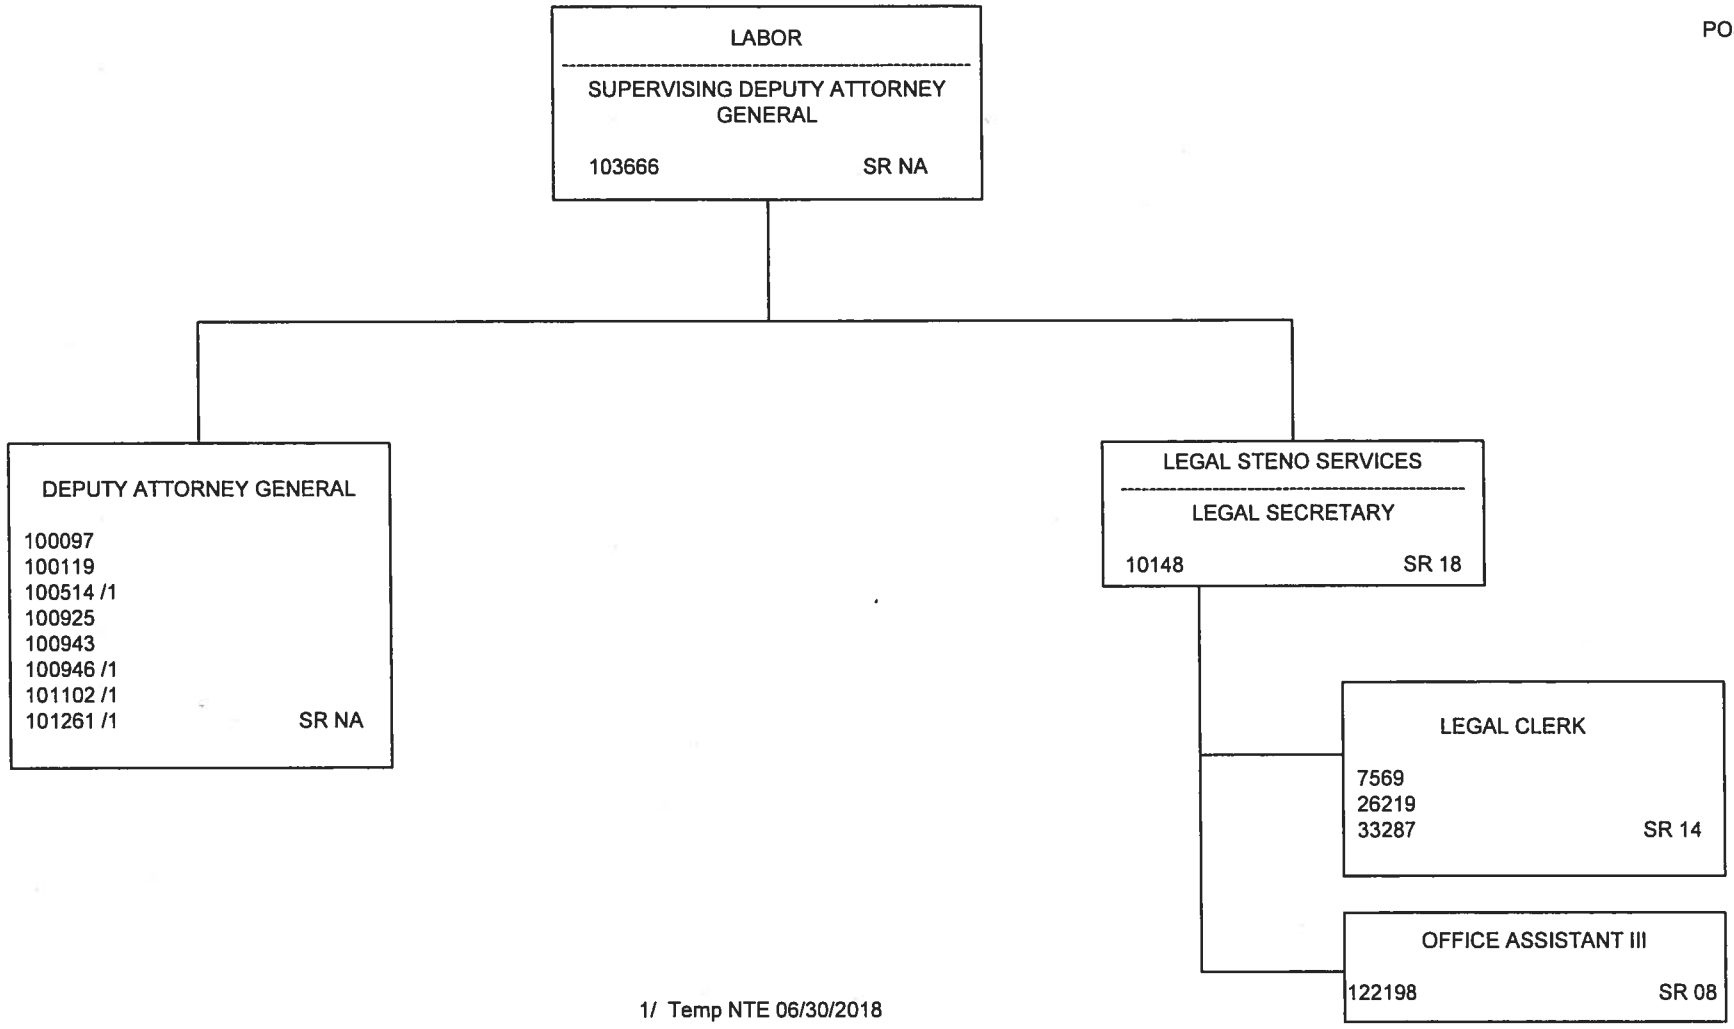 PO
LABOR
SUPERVISING DEPUTY ATTORNEY
GENERAL
103666 SR NA
DEPUTY ATTORNEY GENERAL
100097
100119
100514 /1
100925
100943
100946 /1
101102 /1
101261 /1 SR NA
LEGAL STENO SERVICES
LEGAL SECRETARY
10148 SR 18
LEGAL CLERK
7569
26219
33287 SR 14
OFFICE ASSISTANT III
122198 SR 08
1/ Temp NTE 06/30/2018